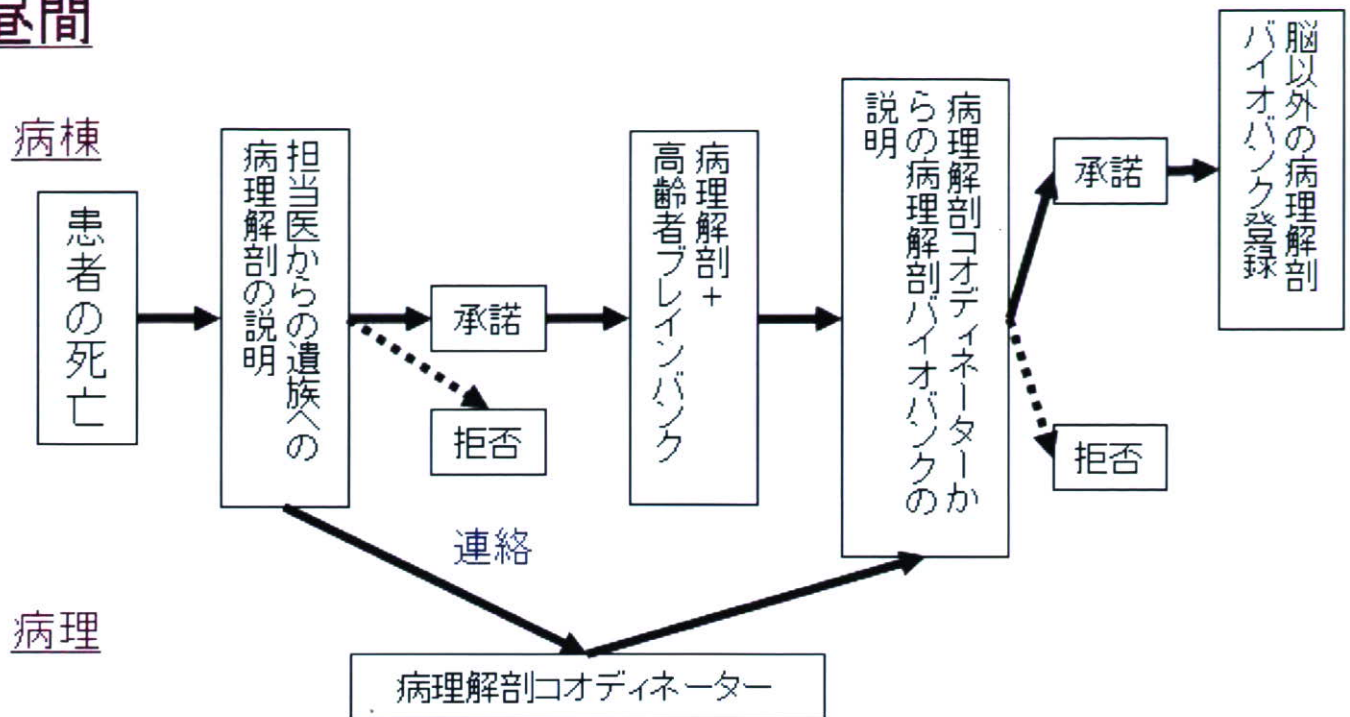 昼間
病棟
患者の死亡
担当医からの遺族への
病理解剖の説明
承諾
拒否
病理解剖+
高齢者ブレインバンク
病理解剖コオディネーターか
らの病理解剖バイオバンクの
説明
承諾
拒否
脳以外の病理解剖
バイオバンク登録
連絡
病理
病理解剖コオディネーター